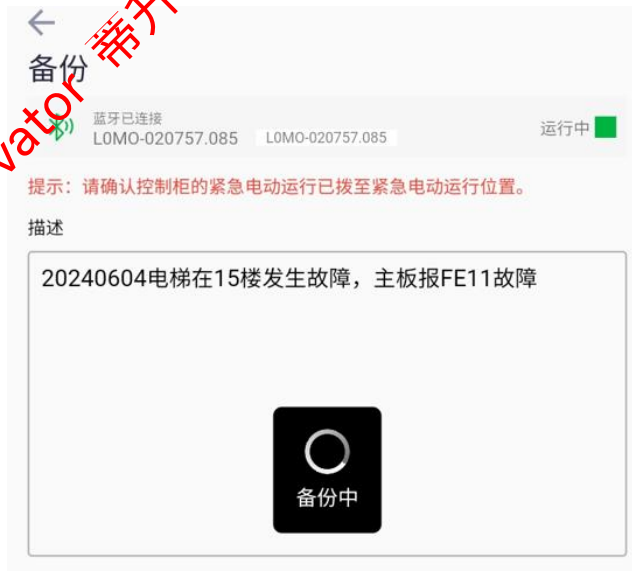 备份
蓝牙已连接
L0MO-020757.085 L0MO-020757.085 运行中
提示：请确认控制柜的紧急电动运行已拨至紧急电动运行位置。
描述
20240604电梯在15楼发生故障，主板报FE11故障
备份中
vator 蒂升